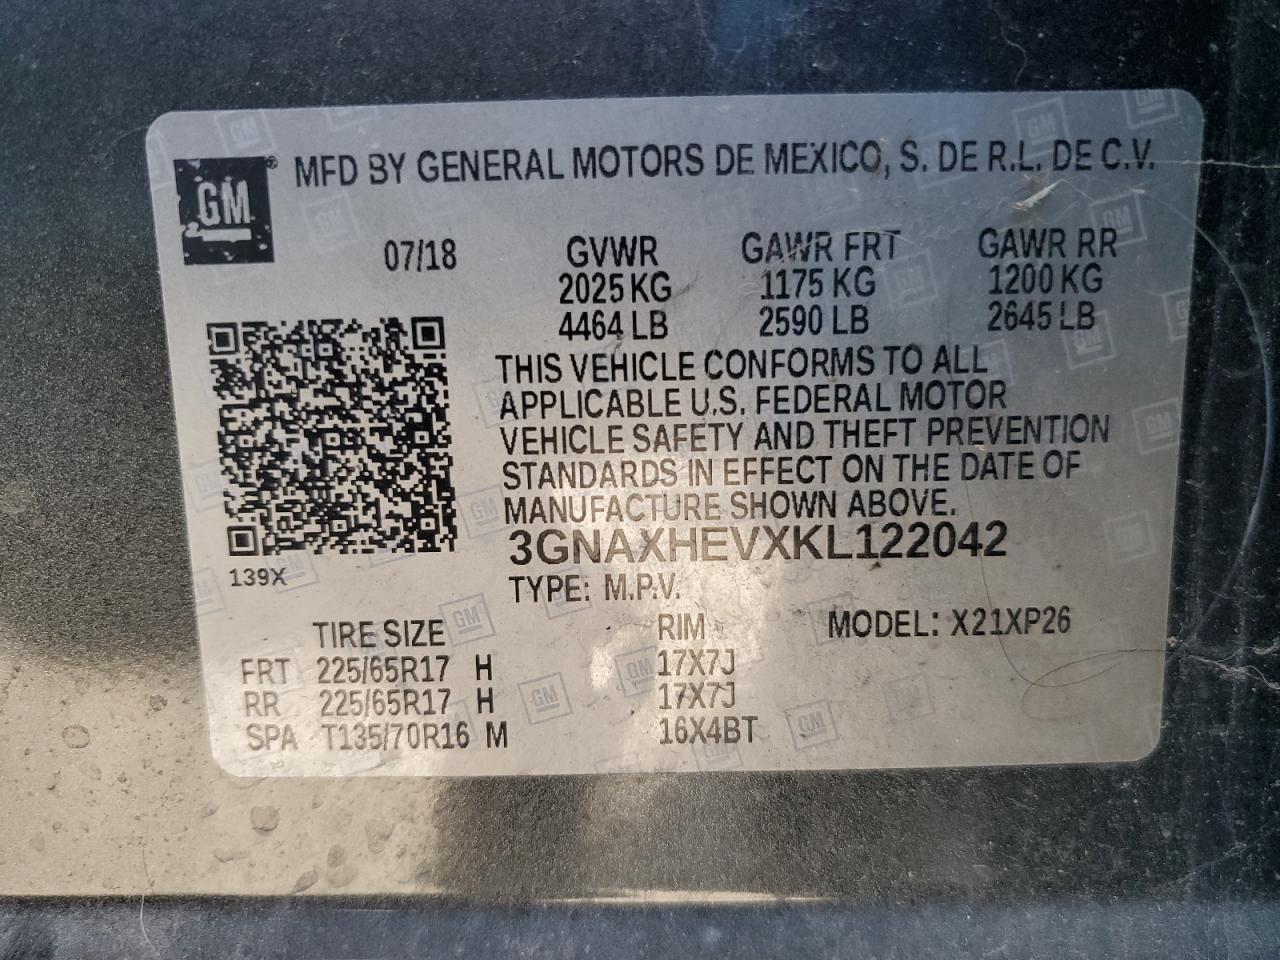 GM® MFD BY GENERAL MOTORS DE MEXICO, S. DE R.L. DE C.V.
07/18 GVWR GAWR FRT GAWR RR
2025 KG 1175 KG 1200 KG
4464 LB 2590 LB 2645 LB
THIS VEHICLE CONFORMS TO ALL
APPLICABLE U.S. FEDERAL MOTOR
VEHICLE SAFETY AND THEFT PREVENTION
STANDARDS IN EFFECT ON THE DATE OF
MANUFACTURE SHOWN ABOVE.
3GNAXHEVXKL122042
139X
TYPE: M.P.V.
TIRE SIZE RIM MODEL: X21XP26
FRT 225/65R17 H 17X7J
RR 225/65R17 H 17X7J
SPA T135/70R16 M 16X4BT